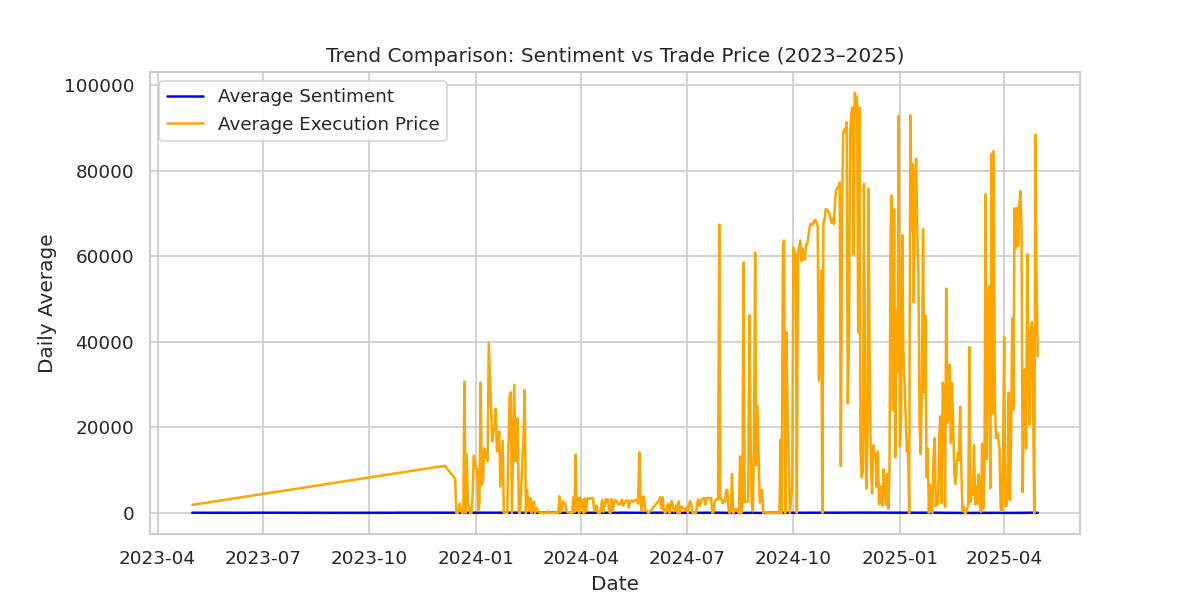 Trend Comparison: Sentiment vs Trade Price (2023–2025)
Average Sentiment
Average Execution Price
Daily Average
100000
80000
60000
40000
20000
0
2023-04 2023-07 2023-10 2024-01 2024-04 2024-07 2024-10 2025-01 2025-04
Date